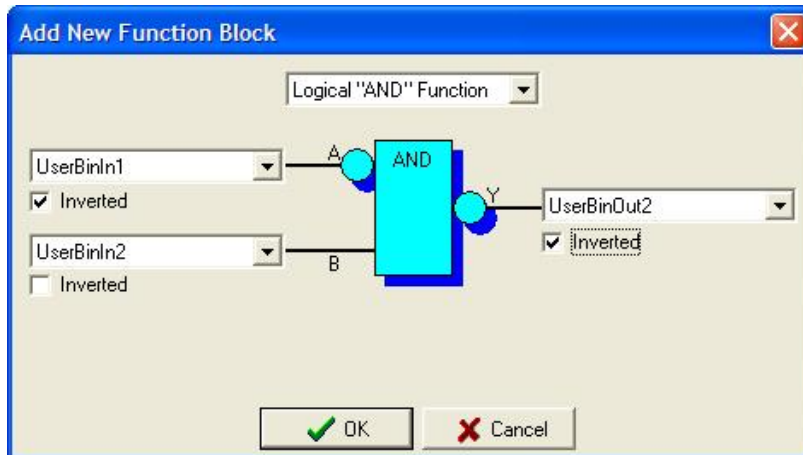 Add New Function Block
Logical "AND" Function
A
AND
UserBinIn1
Inverted
Y
UserBinOut2
Inverted
UserBinIn2
B
Inverted
OK
Cancel